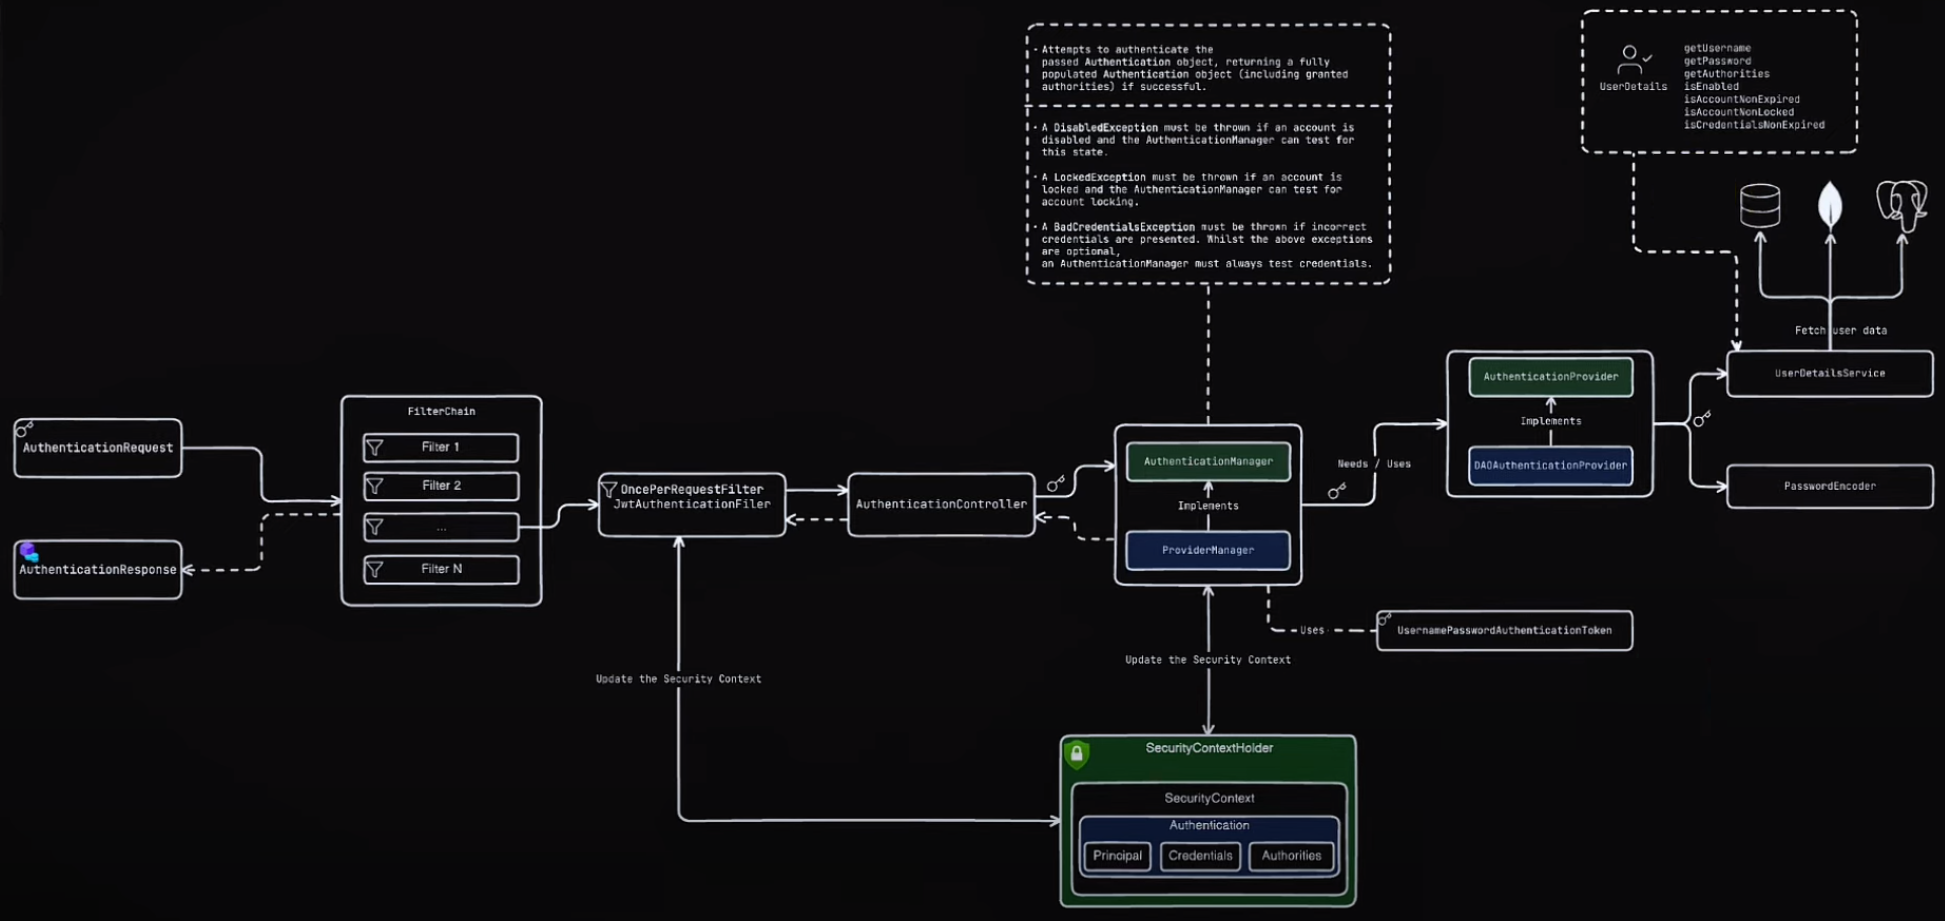 - Attempts to authenticate the
passed Authentication object, returning a fully
populated Authentication object (including granted
authorities) if successful.
- A DisabledException must be thrown if an account is
disabled and the AuthenticationManager can test for
this state.
- A LockedException must be thrown if an account is
locked and the AuthenticationManager can test for
account locking.
- A BadCredentialsException must be thrown if incorrect
credentials are presented. Whilst the above exceptions
are optional,
an AuthenticationManager must always test credentials.
UserDetails
getUsername
getPassword
getAuthorities
isEnabled
isAccountNonExpired
isAccountNonLocked
isCredentialsNonExpired
Fetch user data
UserDetailsService
PasswordEncoder
AuthenticationProvider
Implements
DAOAuthenticationProvider
AuthenticationRequest
AuthenticationResponse
FilterChain
Filter 1
Filter 2
...
Filter N
OncePerRequestFilter
JwtAuthenticationFiler
AuthenticationController
AuthenticationManager
Implements
ProviderManager
Needs / Uses
Uses
UsernamePasswordAuthenticationToken
Update the Security Context
Update the Security Context
SecurityContextHolder
SecurityContext
Authentication
Principal
Credentials
Authorities